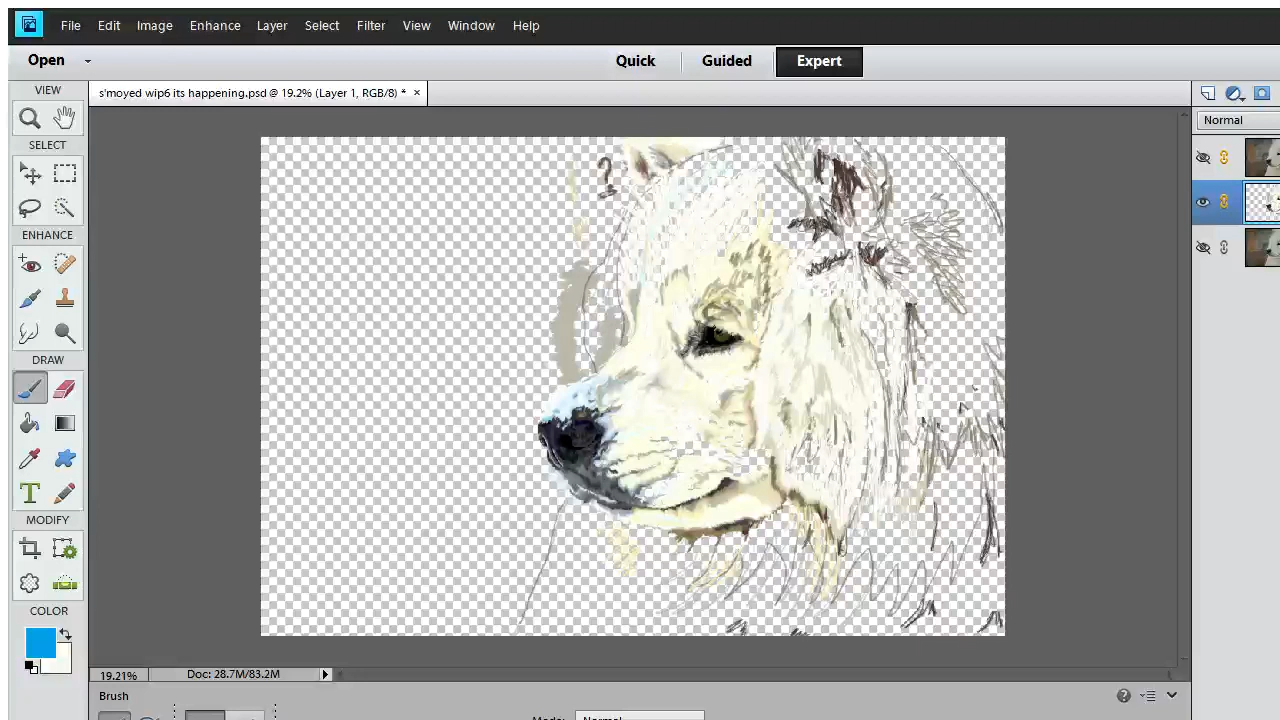 File Edit Image Enhance Layer Select Filter View Window Help
Open Quick Guided Expert
VIEW
s'moyed wip6 its happening.psd @ 19.2% (Layer 1, RGB/8) * ×
Normal
SELECT
ENHANCE
DRAW
T
MODIFY
COLOR
19.21% Doc: 28.7M/83.2M
Brush
Mode: Normal